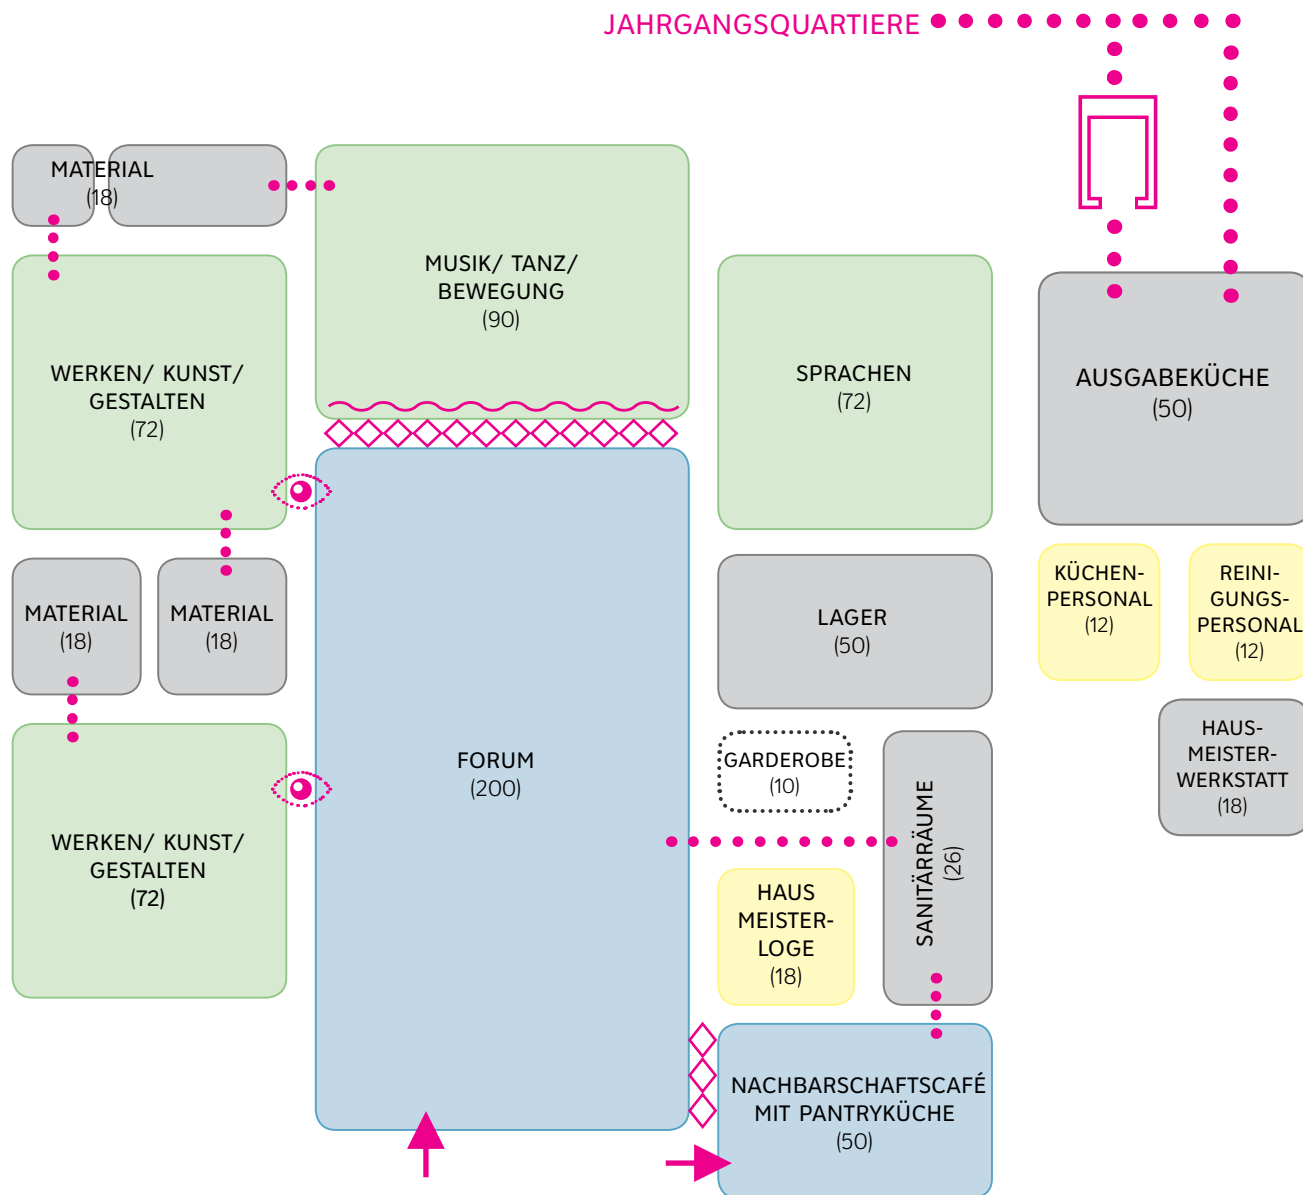 JAHRGANGSQUARTIERE
MATERIAL
(18)
MUSIK/ TANZ/
BEWEGUNG
(90)
WERKEN/ KUNST/
GESTALTEN
(72)
SPRACHEN
(72)
AUSGABEKÜCHE
(50)
MATERIAL
(18)
MATERIAL
(18)
LAGER
(50)
KÜCHEN-
PERSONAL
(12)
REINI-
GUNGS-
PERSONAL
(12)
FORUM
(200)
GARDEROBE
(10)
SANITÄRRÄUME
(26)
HAUS-
MEISTER-
WERKSTATT
(18)
WERKEN/ KUNST/
GESTALTEN
(72)
HAUS
MEISTER-
LOGE
(18)
NACHBARSCHAFTSCAFÉ
MIT PANTRYKÜCHE
(50)